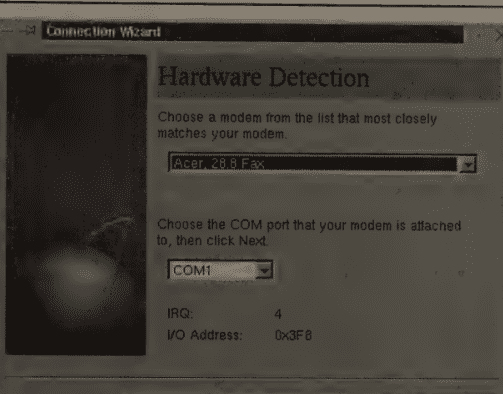 Connection Wizard
Hardware Detection
Choose a modem from the list that most closely
matches your modem.
Acer, 28.8 Fax
Choose the COM port that your modem is attached
to, then click Next.
COM1
IRQ: 4
I/O Address: 0x3F8